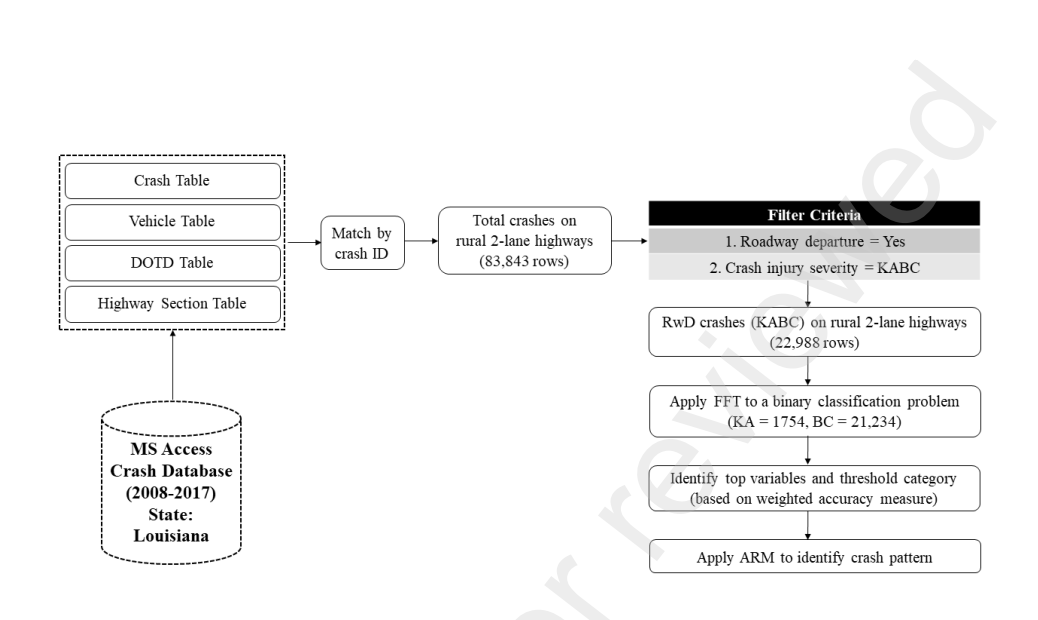 Crash Table
Vehicle Table
DOTD Table
Highway Section Table
MS Access
Crash Database
(2008-2017)
State:
Louisiana
Match by
crash ID
Total crashes on
rural 2-lane highways
(83,843 rows)
Filter Criteria
1. Roadway departure = Yes
2. Crash injury severity = KABC
RwD crashes (KABC) on rural 2-lane highways
(22,988 rows)
Apply FFT to a binary classification problem
(KA = 1754, BC = 21,234)
Identify top variables and threshold category
(based on weighted accuracy measure)
Apply ARM to identify crash pattern
r reviewed